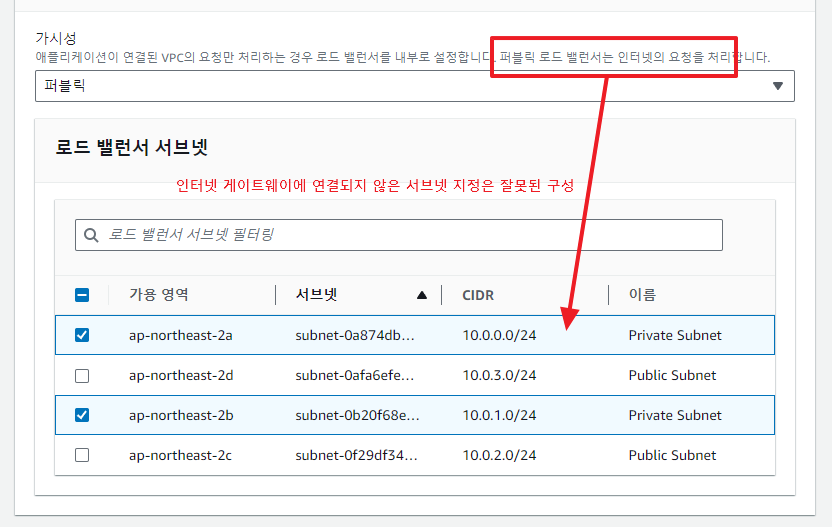 가시성
애플리케이션이 연결된 VPC의 요청만 처리하는 경우 로드 밸런서를 내부로 설정합니다. 퍼블릭 로드 밸런서는 인터넷의 요청을 처리합니다.
퍼블릭
로드 밸런서 서브넷
인터넷 게이트웨이에 연결되지 않은 서브넷 지정은 잘못된 구성
로드 밸런서 서브넷 필터링
가용 영역 서브넷 CIDR 이름
ap-northeast-2a subnet-0a874db... 10.0.0.0/24 Private Subnet
ap-northeast-2d subnet-0afa6efe... 10.0.3.0/24 Public Subnet
ap-northeast-2b subnet-0b20f68e... 10.0.1.0/24 Private Subnet
ap-northeast-2c subnet-0f29df34... 10.0.2.0/24 Public Subnet